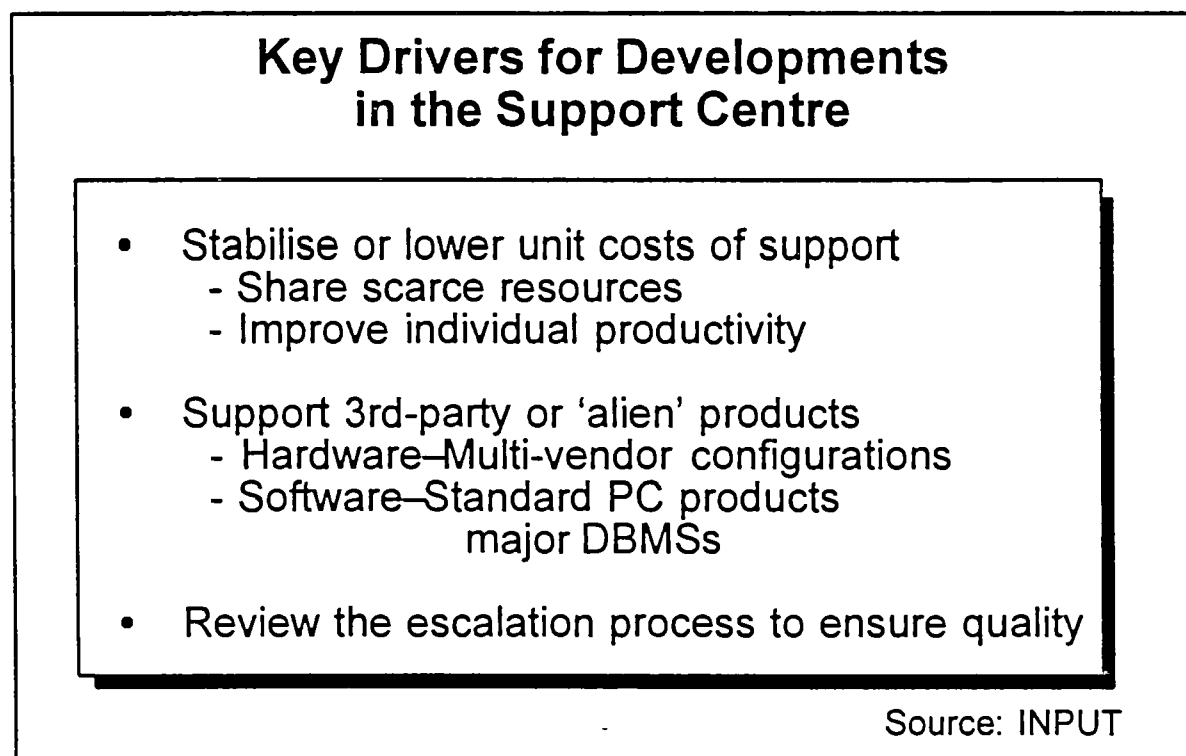 Key Drivers for Developments
in the Support Centre
• Stabilise or lower unit costs of support
- Share scarce resources
- Improve individual productivity
• Support 3rd-party or ‘alien’ products
- Hardware–Multi-vendor configurations
- Software–Standard PC products
major DBMSs
• Review the escalation process to ensure quality
Source: INPUT